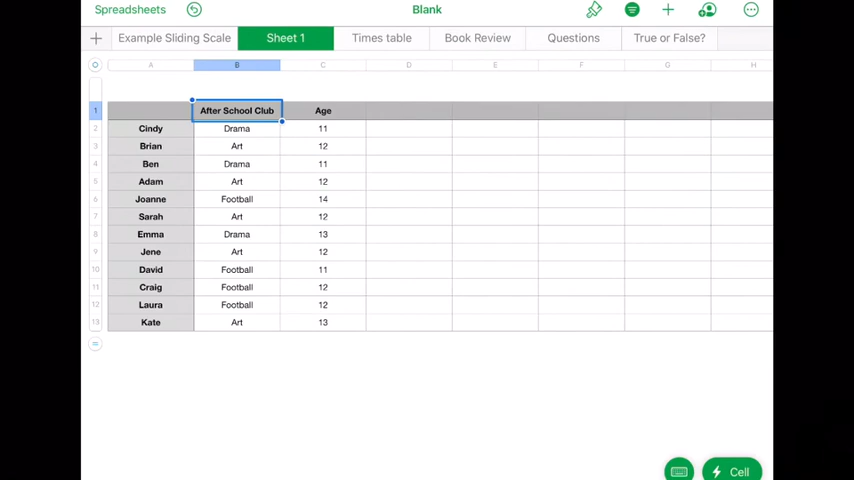 Spreadsheets Blank
Example Sliding Scale Sheet 1 Times table Book Review Questions True or False?
A B C D E F G H
1 After School Club Age
2 Cindy Drama 11
3 Brian Art 12
4 Ben Drama 11
5 Adam Art 12
6 Joanne Football 14
7 Sarah Art 12
8 Emma Drama 13
9 Jene Art 12
10 David Football 11
11 Craig Football 12
12 Laura Football 12
13 Kate Art 13
Cell